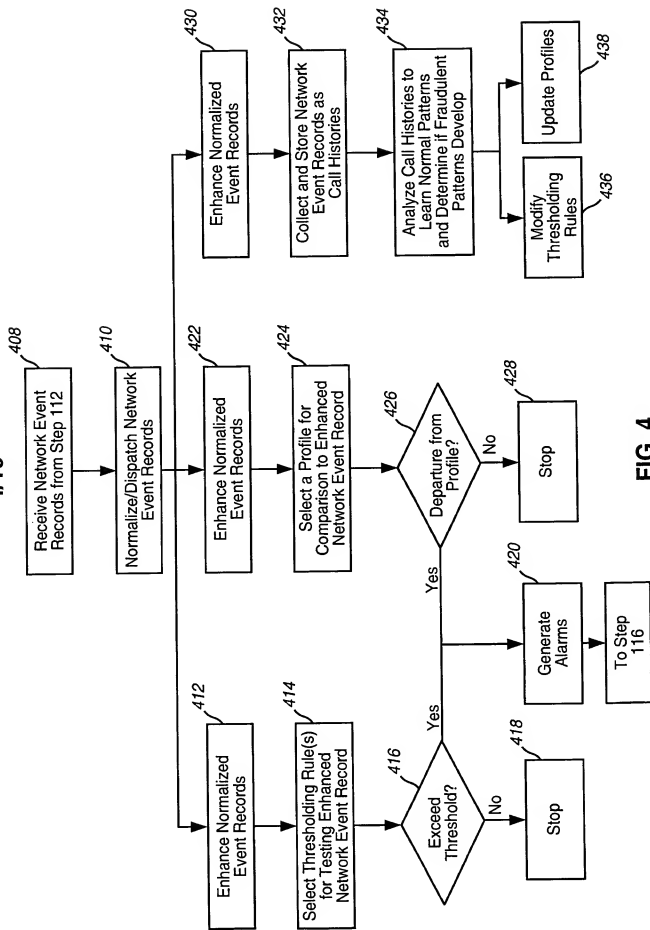 408
Receive Network Event
Records from Step 112
410
Normalize/Dispatch Network
Event Records
412
Enhance Normalized
Event Records
414
Select Thresholding Rule(s)
for Testing Enhanced
Network Event Record
416
Exceed
Threshold?
Yes
No
418
Stop
422
Enhance Normalized
Event Records
424
Select a Profile for
Comparison to Enhanced
Network Event Record
426
Departure from
Profile?
Yes
No
428
Stop
420
Generate
Alarms
To Step
116
430
Enhance Normalized
Event Records
432
Collect and Store Network
Event Records as
Call Histories
434
Analyze Call Histories to
Learn Normal Patterns
and Determine if Fraudulent
Patterns Develop
Modify
Thresholding
Rules
436
Update Profiles
438
FIG. 4